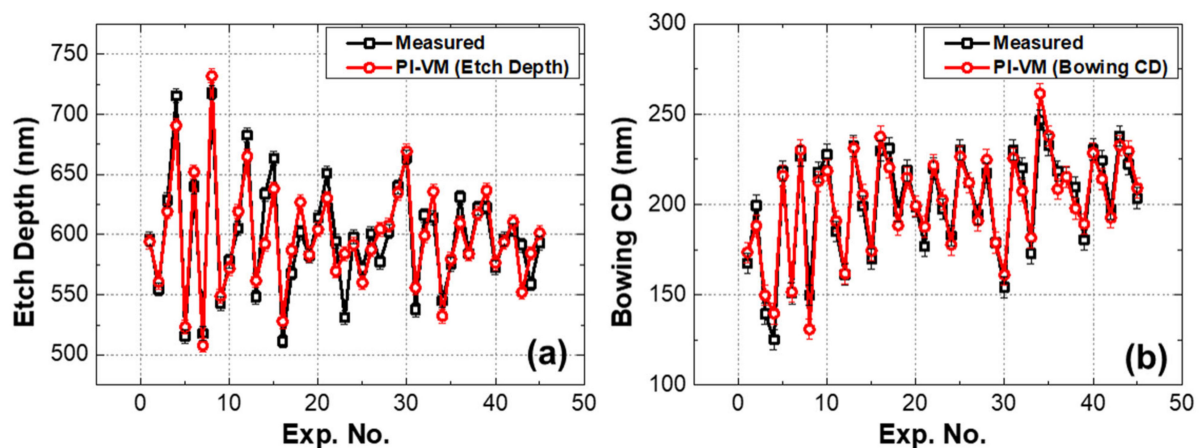 Measured
PI-VM (Etch Depth)
750
700
650
600
550
500
Etch Depth (nm)
0 10 20 30 40 50
Exp. No.
(a)
Measured
PI-VM (Bowing CD)
300
250
200
150
100
Bowing CD (nm)
0 10 20 30 40 50
Exp. No.
(b)